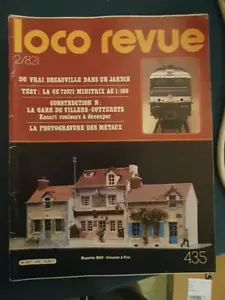 loco revue
2/82
DU VRAI DECAUVILLE DANS UN JARDIN
TEST : LA CC 72071 MINITRIX AU 1/160
CONSTRUCTION N :
LA GARE DE VILLERS-COTTERETS
Encart couleurs à découper
LA PHOTOGRAVURE DES METAUX
435